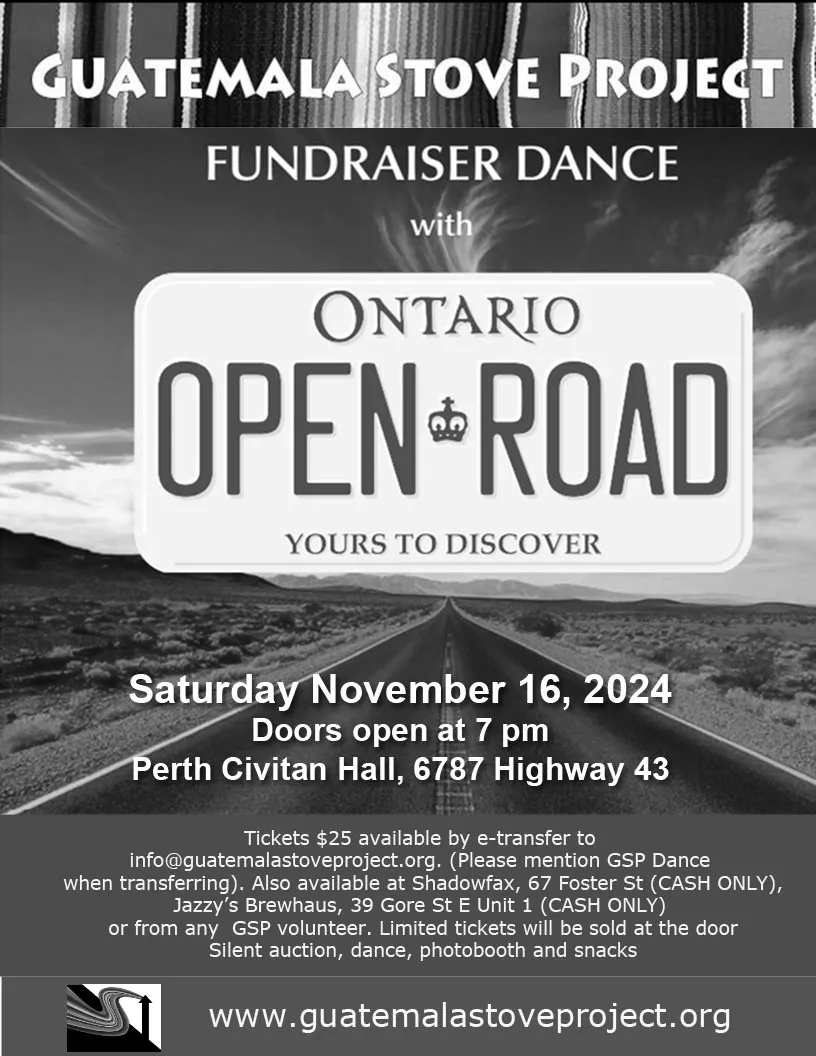 GUATEMALA STOVE PROJECT
FUNDRAISER DANCE
with
ONTARIO
OPEN ROAD
YOURS TO DISCOVER
Saturday November 16, 2024
Doors open at 7 pm
Perth Civitan Hall, 6787 Highway 43
Tickets $25 available by e-transfer to
info@guatemalastoveproject.org. (Please mention GSP Dance
when transferring). Also available at Shadowfax, 67 Foster St (CASH ONLY),
Jazzy's Brewhaus, 39 Gore St E Unit 1 (CASH ONLY)
or from any  GSP volunteer. Limited tickets will be sold at the door
Silent auction, dance, photobooth and snacks
www.guatemalastoveproject.org